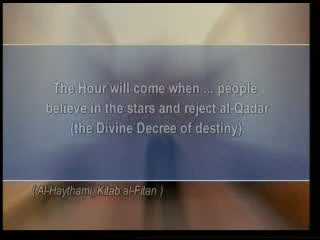 'The Hour will come when ... people
believe in the stars and reject al-Qadar
(the Divine Decree of destiny).'
(Al-Haythami, Kitab al-Fitan )